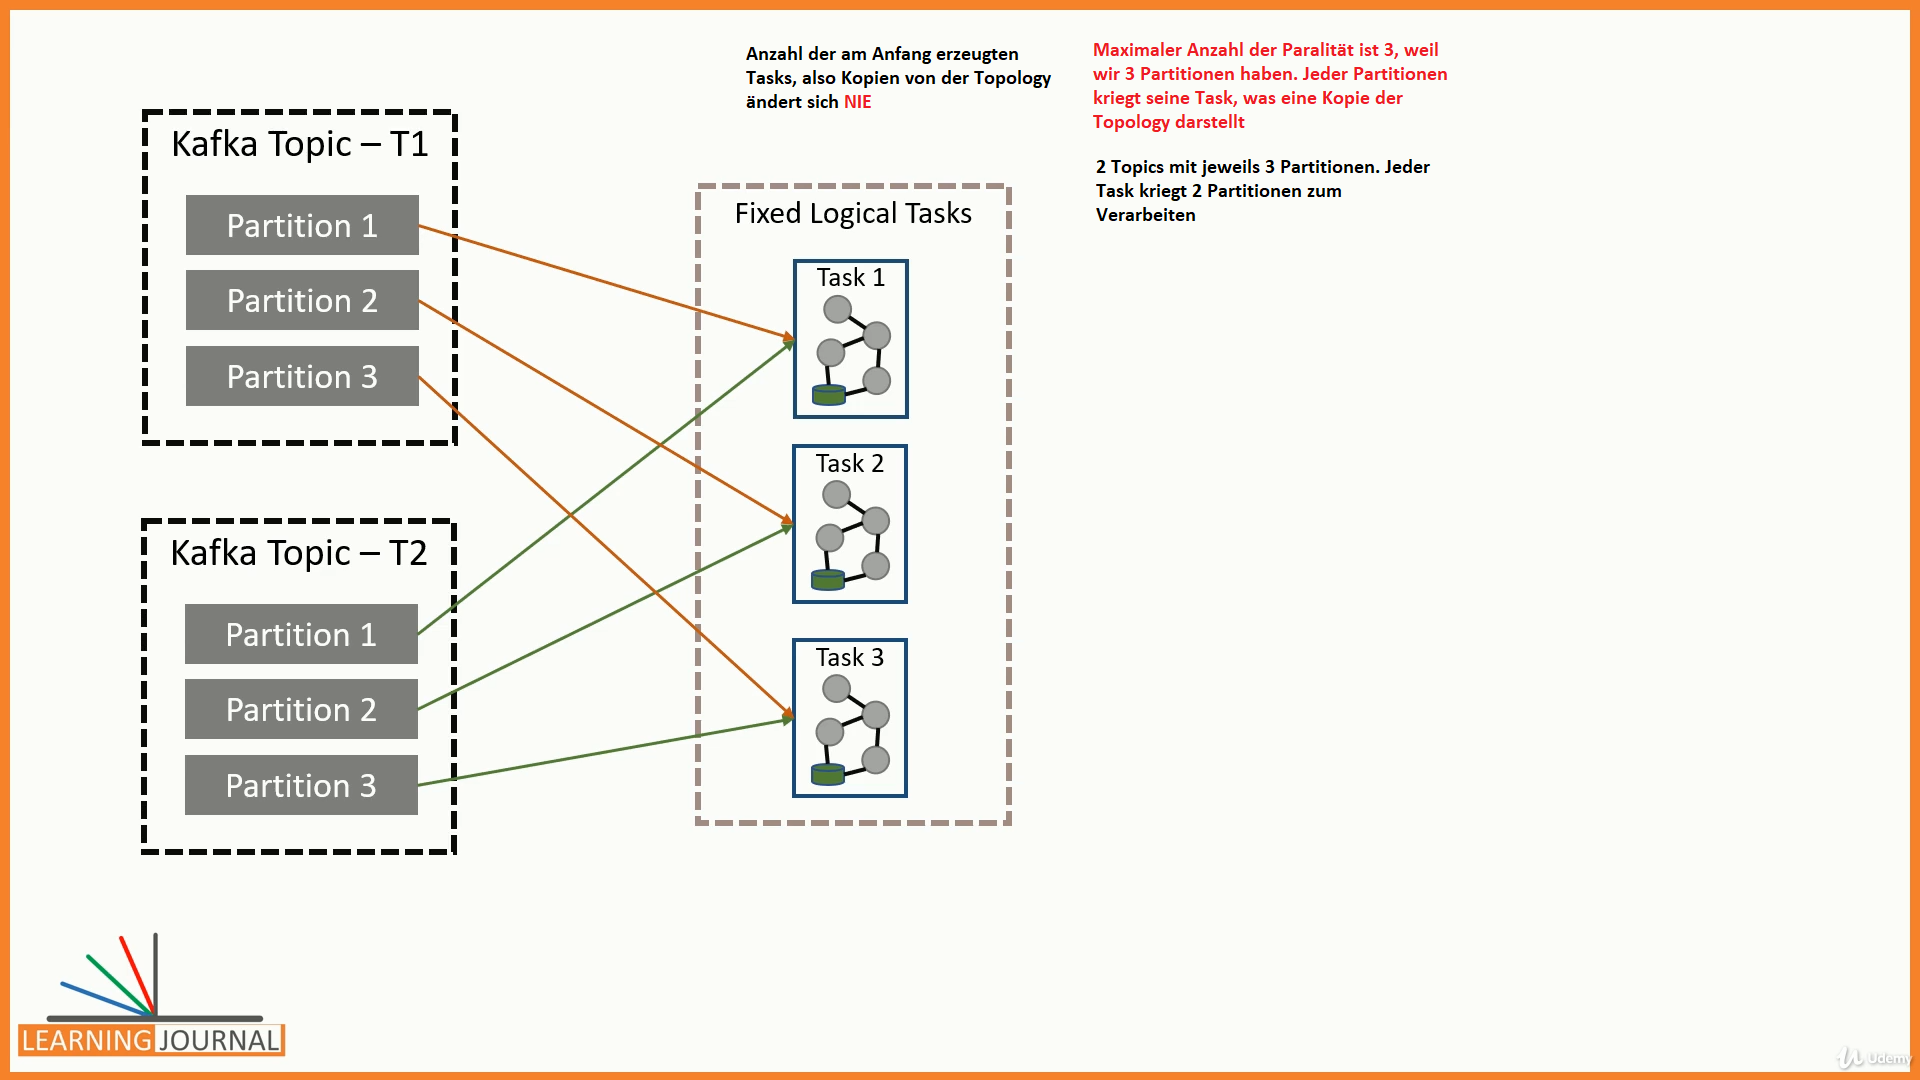 Anzahl der am Anfang erzeugten
Tasks, also Kopien von der Topology
ändert sich NIE
Maximaler Anzahl der Paralität ist 3, weil
wir 3 Partitionen haben. Jeder Partitionen
kriegt seine Task, was eine Kopie der
Topology darstellt
2 Topics mit jeweils 3 Partitionen. Jeder
Task kriegt 2 Partitionen zum
Verarbeiten
Kafka Topic – T1
Partition 1
Partition 2
Partition 3
Kafka Topic – T2
Partition 1
Partition 2
Partition 3
Fixed Logical Tasks
Task 1
Task 2
Task 3
LEARNING JOURNAL
Udemy